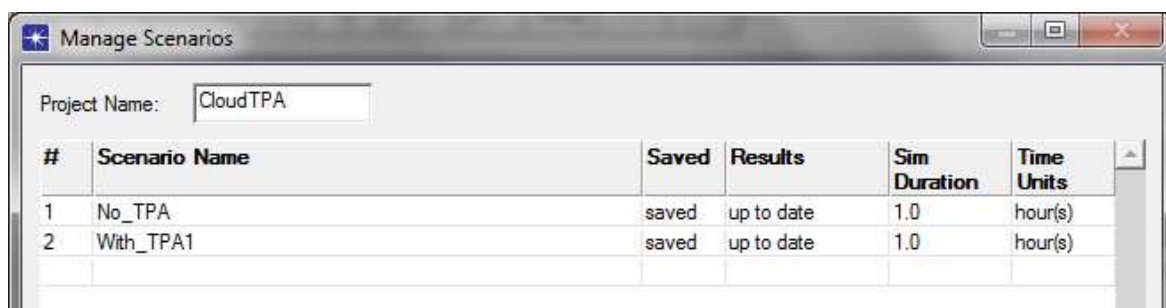 Manage Scenarios
Project Name: CloudTPA
# Scenario Name Saved Results Sim Duration Time Units
1 No_TPA saved up to date 1.0 hour(s)
2 With_TPA1 saved up to date 1.0 hour(s)